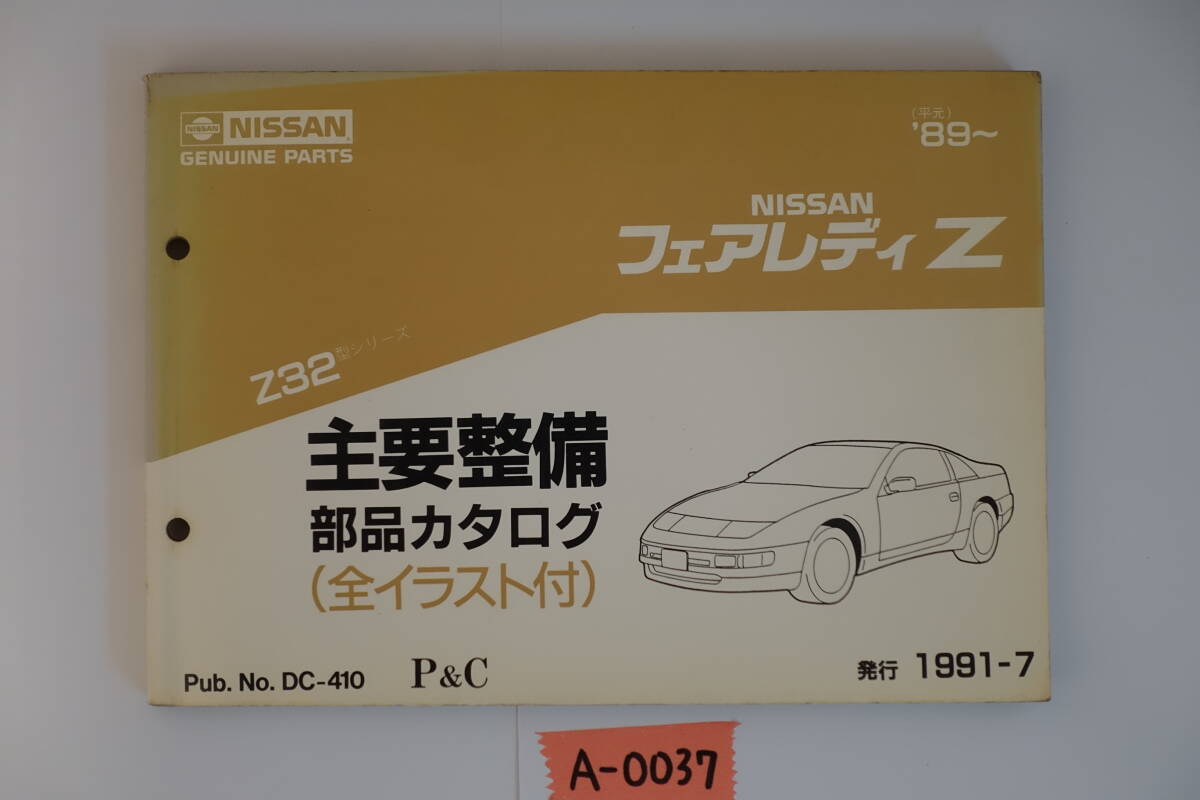 NISSAN NISSAN
GENUINE PARTS
(平元)
'89~
NISSAN
フェアレディ Z
Z32型シリーズ
主要整備
部品カタログ
(全イラスト付)
Pub. No. DC-410 P&C
発行 1991-7
A-0037